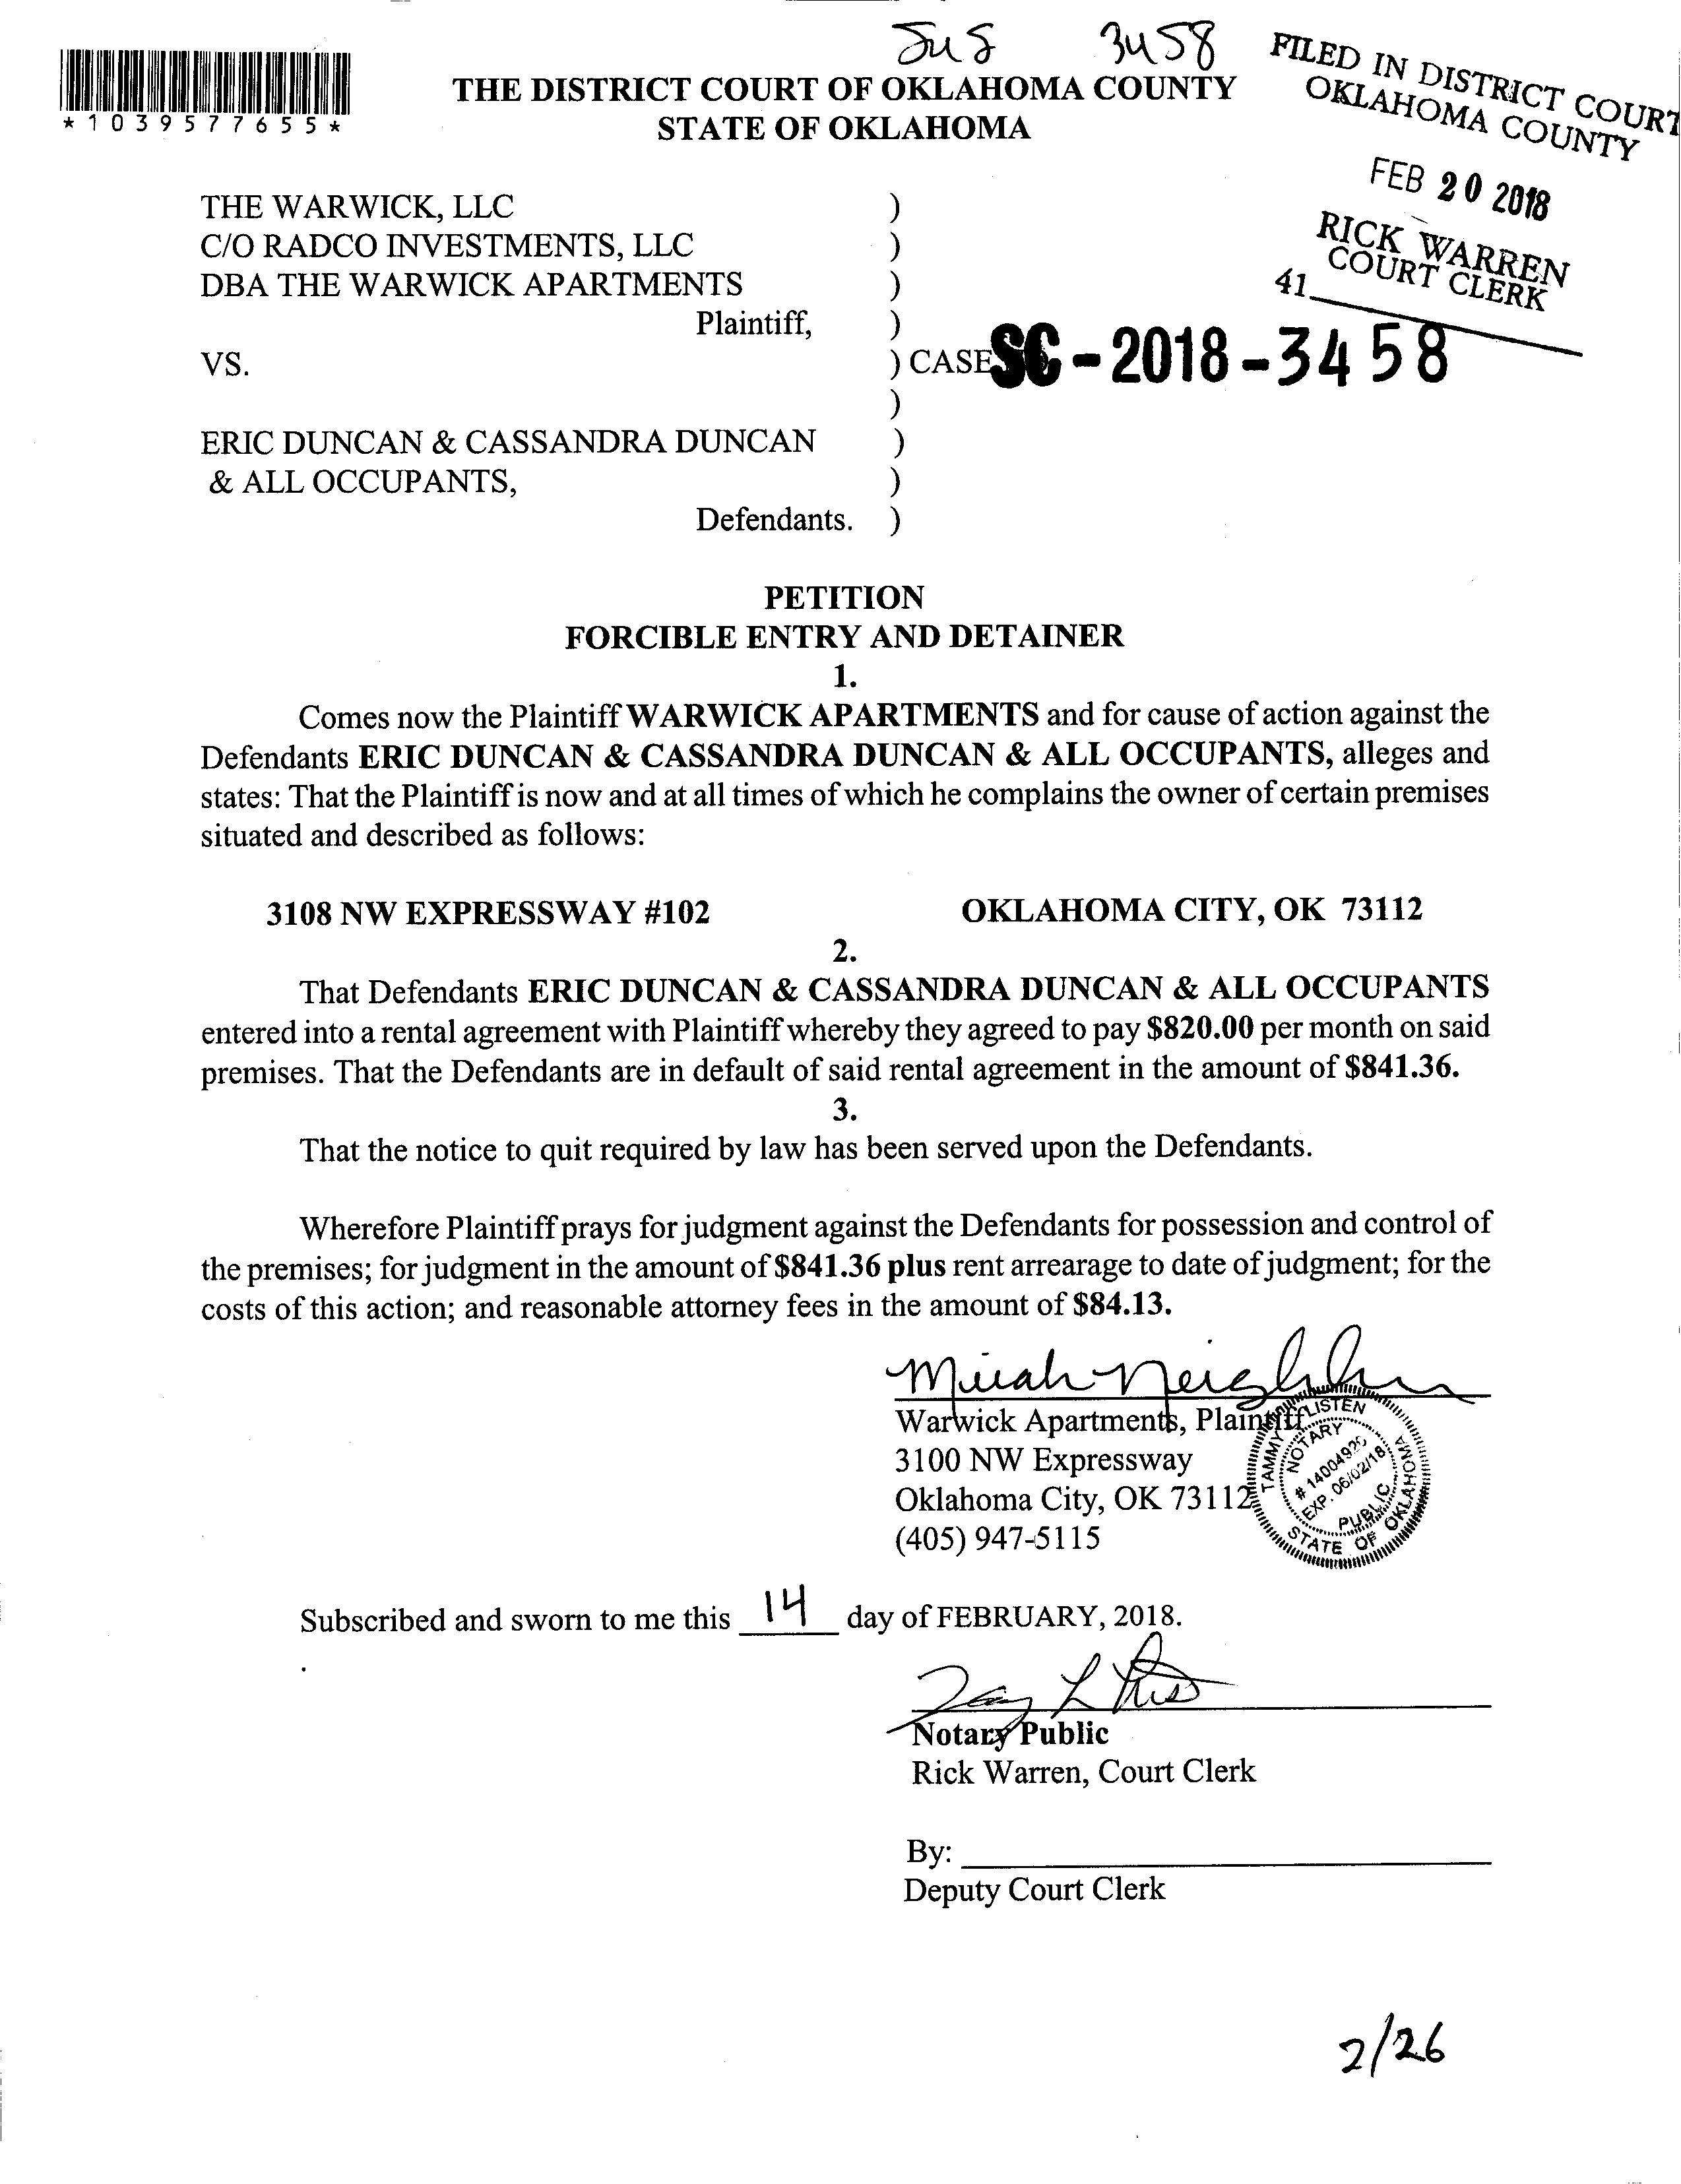 3458
*1039577655*
THE DISTRICT COURT OF OKLAHOMA COUNTY
STATE OF OKLAHOMA
FILED IN DISTRICT COURT
OKLAHOMA COUNTY
FEB 20 2018
RICK WARREN
COURT CLERK
41
THE WARWICK, LLC )
C/O RADCO INVESTMENTS, LLC )
DBA THE WARWICK APARTMENTS )
Plaintiff, )
VS. ) CASE SC-2018-3458
)
ERIC DUNCAN & CASSANDRA DUNCAN )
& ALL OCCUPANTS, )
Defendants. )
PETITION
FORCIBLE ENTRY AND DETAINER
1.
Comes now the Plaintiff WARWICK APARTMENTS and for cause of action against the
Defendants ERIC DUNCAN & CASSANDRA DUNCAN & ALL OCCUPANTS, alleges and
states: That the Plaintiff is now and at all times of which he complains the owner of certain premises
situated and described as follows:
3108 NW EXPRESSWAY #102 OKLAHOMA CITY, OK 73112
2.
That Defendants ERIC DUNCAN & CASSANDRA DUNCAN & ALL OCCUPANTS
entered into a rental agreement with Plaintiff whereby they agreed to pay $820.00 per month on said
premises. That the Defendants are in default of said rental agreement in the amount of $841.36.
3.
That the notice to quit required by law has been served upon the Defendants.
Wherefore Plaintiff prays for judgment against the Defendants for possession and control of
the premises; for judgment in the amount of $841.36 plus rent arrearage to date of judgment; for the
costs of this action; and reasonable attorney fees in the amount of $84.13.
Warwick Apartments, Plaintiff
3100 NW Expressway
Oklahoma City, OK 73112
(405) 947-5115
NOTARY
EXP. 06/02/18
PUBLIC
STATE OF OKLAHOMA
Subscribed and sworn to me this 14 day of FEBRUARY, 2018.
Notary Public
Rick Warren, Court Clerk
By:
Deputy Court Clerk
2/26